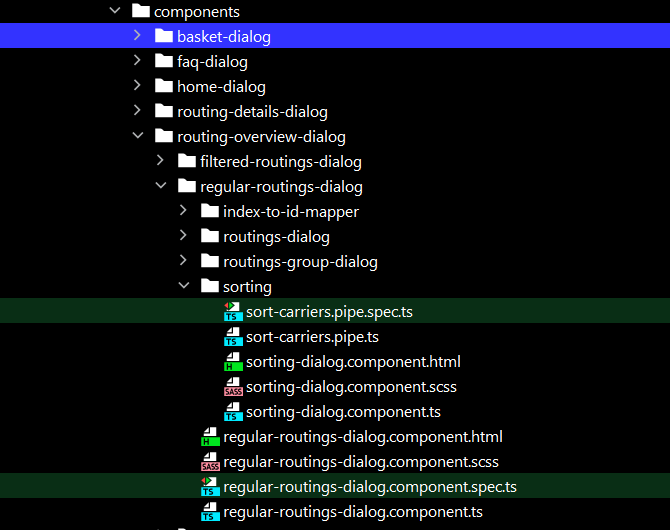 components
basket-dialog
faq-dialog
home-dialog
routing-details-dialog
routing-overview-dialog
filtered-routings-dialog
regular-routings-dialog
index-to-id-mapper
routings-dialog
routings-group-dialog
sorting
TS sort-carriers.pipe.spec.ts
TS sort-carriers.pipe.ts
H sorting-dialog.component.html
SASS sorting-dialog.component.scss
TS sorting-dialog.component.ts
H regular-routings-dialog.component.html
SASS regular-routings-dialog.component.scss
TS regular-routings-dialog.component.spec.ts
TS regular-routings-dialog.component.ts